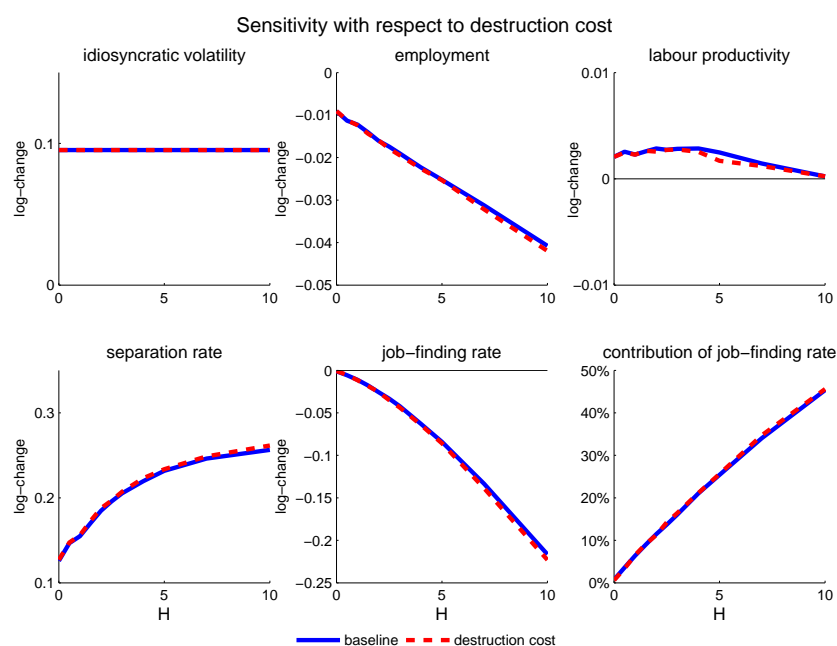 Sensitivity with respect to destruction cost
idiosyncratic volatility
employment
labour productivity
log−change
0.1
0
0 5 10
log−change
0
−0.01
−0.02
−0.03
−0.04
−0.05
0 5 10
log−change
0.01
0
−0.01
0 5 10
separation rate
job−finding rate
contribution of job−finding rate
log−change
0.3
0.2
0.1
0 5 10
H
log−change
0
−0.05
−0.1
−0.15
−0.2
−0.25
0 5 10
H
50%
40%
30%
20%
10%
0%
0 5 10
H
baseline
destruction cost